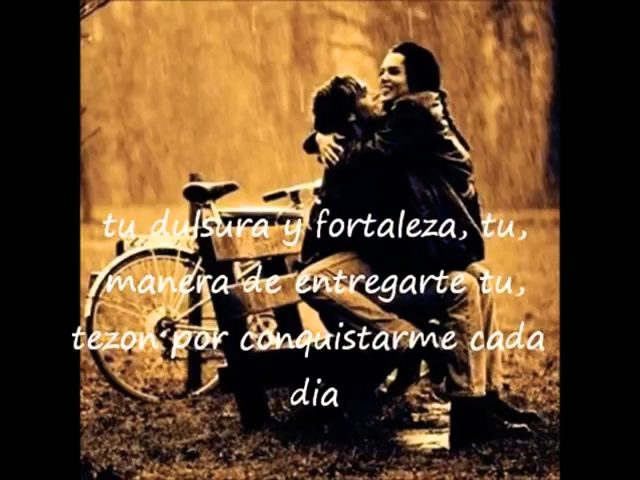 tu dulsura y fortaleza, tu,
manera de entregarte tu,
tezon por conquistarme cada
dia